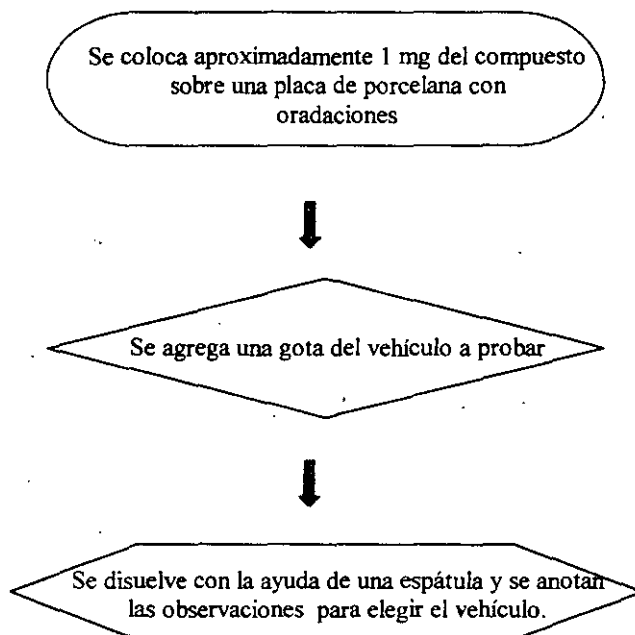 Se coloca aproximadamente 1 mg del compuesto
sobre una placa de porcelana con
oradaciones
Se agrega una gota del vehículo a probar
Se disuelve con la ayuda de una espátula y se anotan
las observaciones para elegir el vehículo.